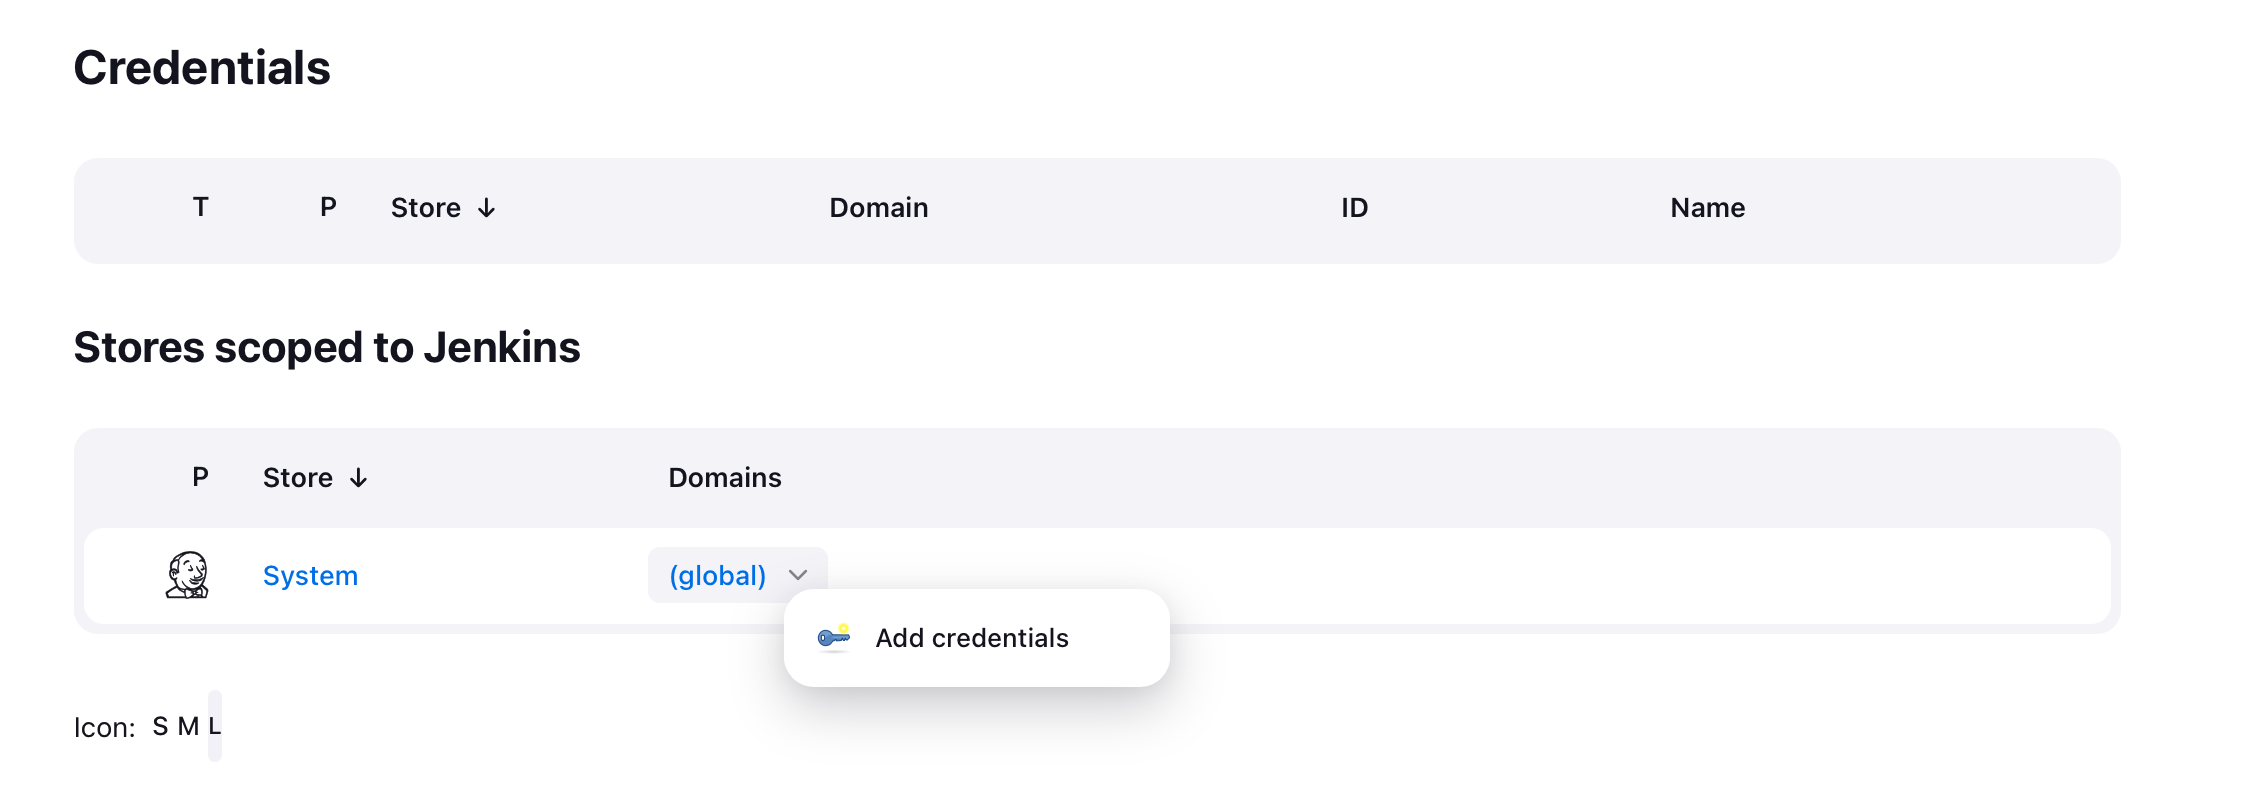 Credentials
T P Store ↓ Domain ID Name
Stores scoped to Jenkins
P Store ↓ Domains
System (global)
Add credentials
Icon: S M L